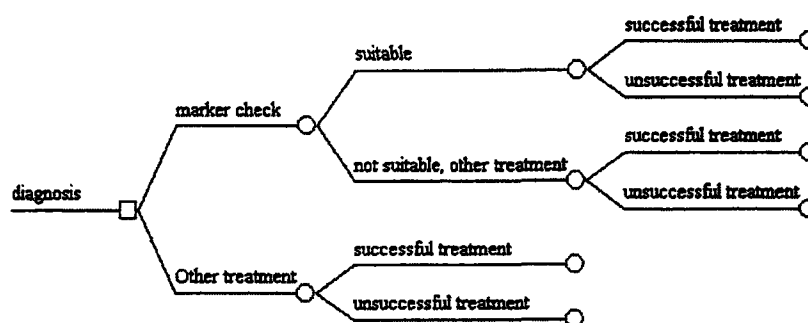 successful treatment
suitable
unsuccessful treatment
marker check
successful treatment
not suitable, other treatment
diagnosis
unsuccessful treatment
successful treatment
Other treatment
unsuccessful treatment